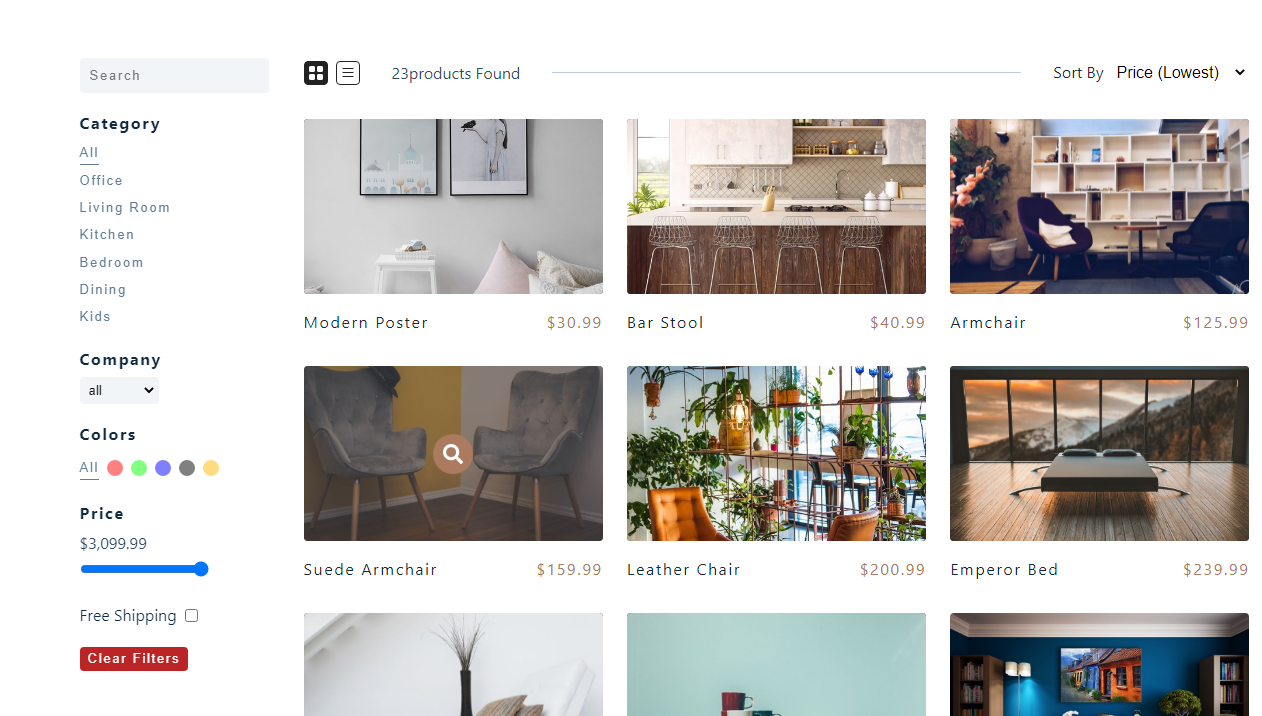 Search
Category
All
Office
Living Room
Kitchen
Bedroom
Dining
Kids
Company
all
Colors
All
Price
$3,099.99
Free Shipping
Clear Filters
23products Found
Sort By Price (Lowest)
Modern Poster $30.99
Bar Stool $40.99
Armchair $125.99
Suede Armchair $159.99
Leather Chair $200.99
Emperor Bed $239.99